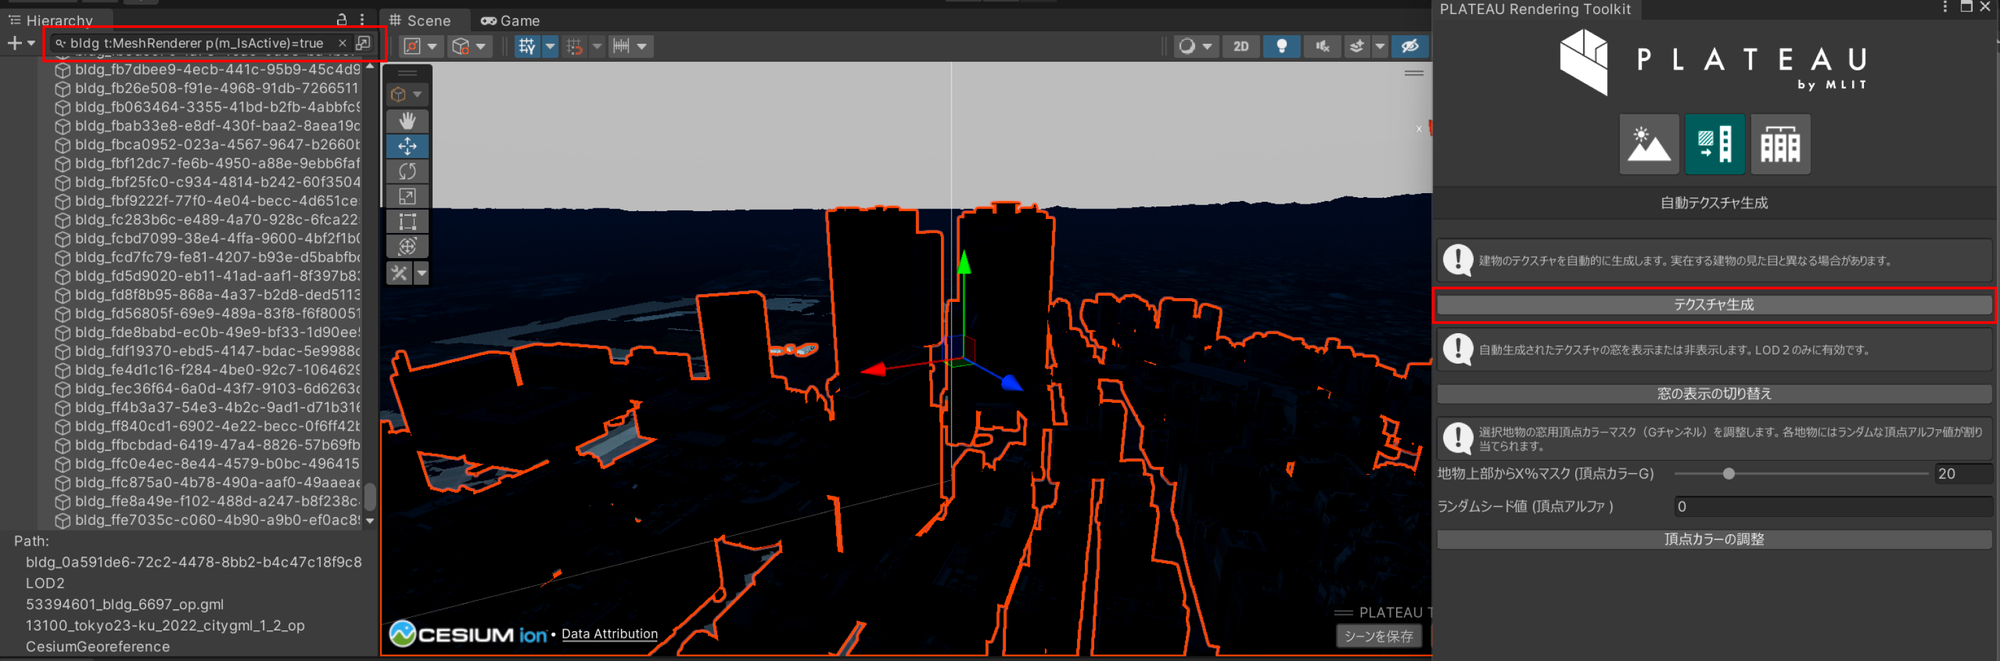 Hierarchy
bldg t:MeshRenderer p(m_IsActive)=true
bldg_fb7dbee9-4ecb-441c-95b9-45c4d9
bldg_fb26e508-f91e-4968-91db-7266511
bldg_fb063464-3355-41bd-b2fb-4abbfc9
bldg_fbab33e8-e8df-430f-baa2-8aea19c
bldg_fbca0952-023a-4567-9647-b2660b
bldg_fbf12dc7-fe6b-4950-a88e-9ebb6faf
bldg_fbf25fc0-c934-4814-b242-60f3504
bldg_fbf9222f-77f0-4e04-becc-4d651ce
bldg_fc283b6c-e489-4a70-928c-6fca22
bldg_fcbd7099-38e4-4ffa-9600-4bf2f1b0
bldg_fcd7fc79-fe81-4207-b93e-d5babfb
bldg_fd5d9020-eb11-41ad-aaf1-8f397b8
bldg_fd8f8b95-868a-4a37-b2d8-ded5113
bldg_fd56805f-69e9-489a-83f8-f6f80051
bldg_fde8babd-ec0b-49e9-bf33-1d90ee
bldg_fdf19370-ebd5-4147-bdac-5e9988c
bldg_fe4d1c16-f284-4be0-92c7-1064629
bldg_fec36f64-6a0d-43f7-9103-6d6263c
bldg_ff4b3a37-54e3-4b2c-9ad1-d71b316
bldg_ff840cd1-6902-4e22-becc-0f6ff42b
bldg_ffbcbdad-6419-47a4-8826-57b69fb
bldg_ffc0e4ec-8e44-4579-b0bc-496415
bldg_ffc875a0-4b78-490a-aaf0-49aaeae
bldg_ffe8a49e-f102-488d-a247-b8f238c
bldg_ffe7035c-c060-4b90-a9b0-ef0ac8
Path:
bldg_0a591de6-72c2-4478-8bb2-b4c47c18f9c8
LOD2
53394601_bldg_6697_op.gml
13100_tokyo23-ku_2022_citygml_1_2_op
CesiumGeoreference
Scene
Game
2D
x
CESIUM ion • Data Attribution
PLATEAU T
シーンを保存
PLATEAU Rendering Toolkit
PLATEAU
by MLIT
自動テクスチャ生成
建物のテクスチャを自動的に生成します。実在する建物の見た目と異なる場合があります。
テクスチャ生成
自動生成されたテクスチャの窓を表示または非表示します。LOD2のみに有効です。
窓の表示の切り替え
選択地物の窓用頂点カラーマスク (Gチャンネル) を調整します。各地物にはランダムな頂点アルファ値が割り
当てられます。
地物上部からX%マスク (頂点カラーG)
20
ランダムシード値 (頂点アルファ)
0
頂点カラーの調整